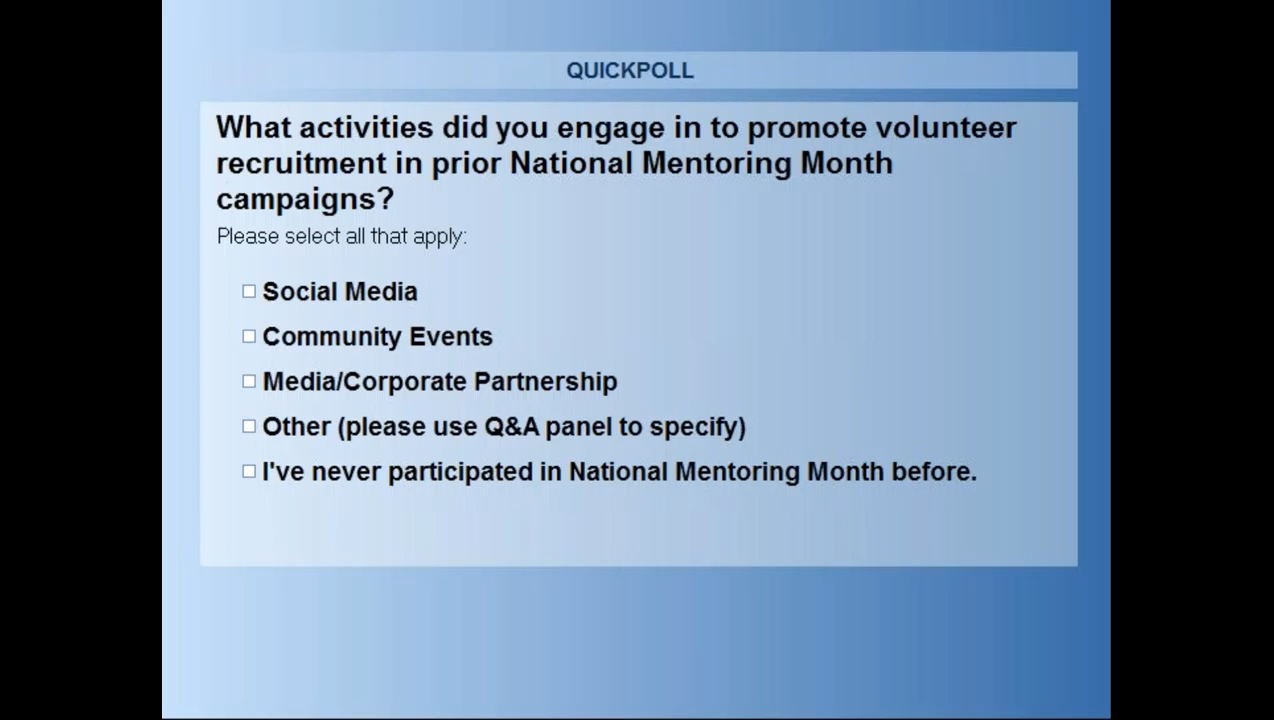 QUICKPOLL
What activities did you engage in to promote volunteer
recruitment in prior National Mentoring Month
campaigns?
Please select all that apply:
Social Media
Community Events
Media/Corporate Partnership
Other (please use Q&A panel to specify)
I've never participated in National Mentoring Month before.